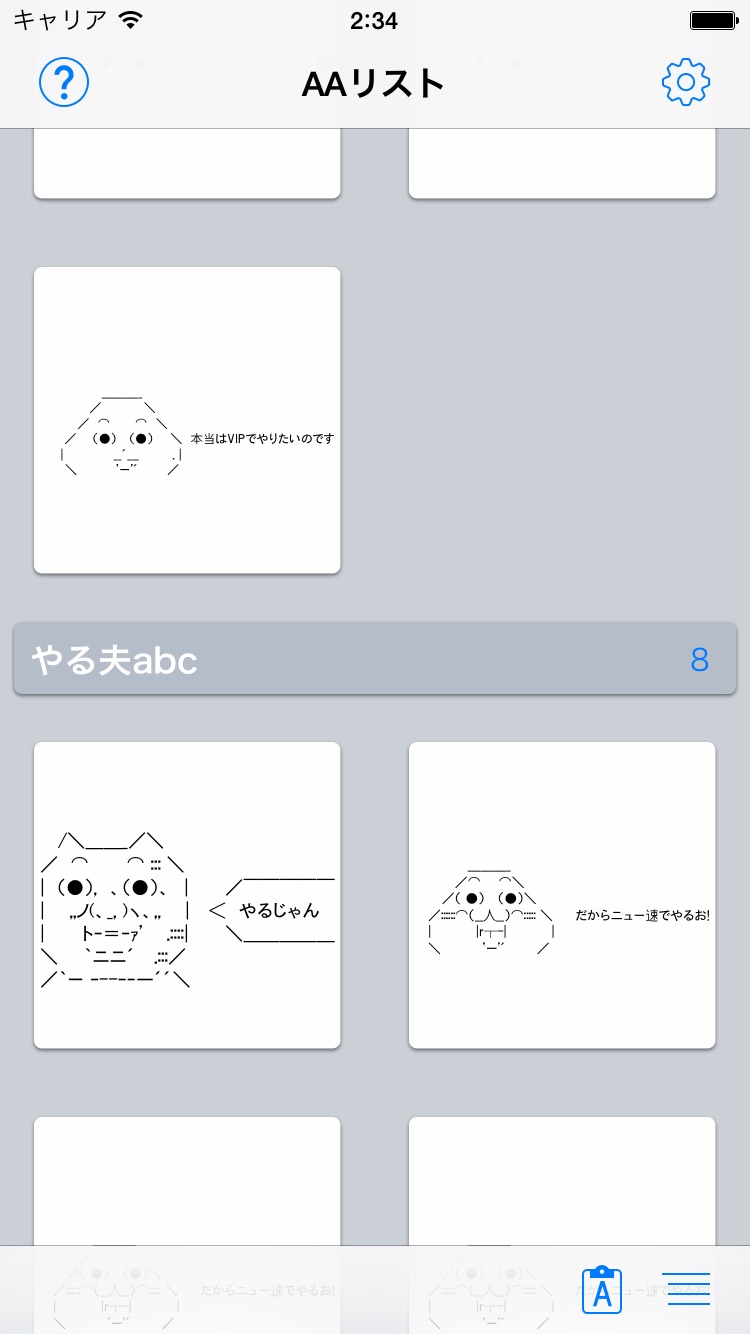 キャリア 2:34
? AAリスト
本当はVIPでやりたいのです
やる夫abc 8
やるじゃん
だからニュー速でやるお!
だからニュー速でやるお!
A